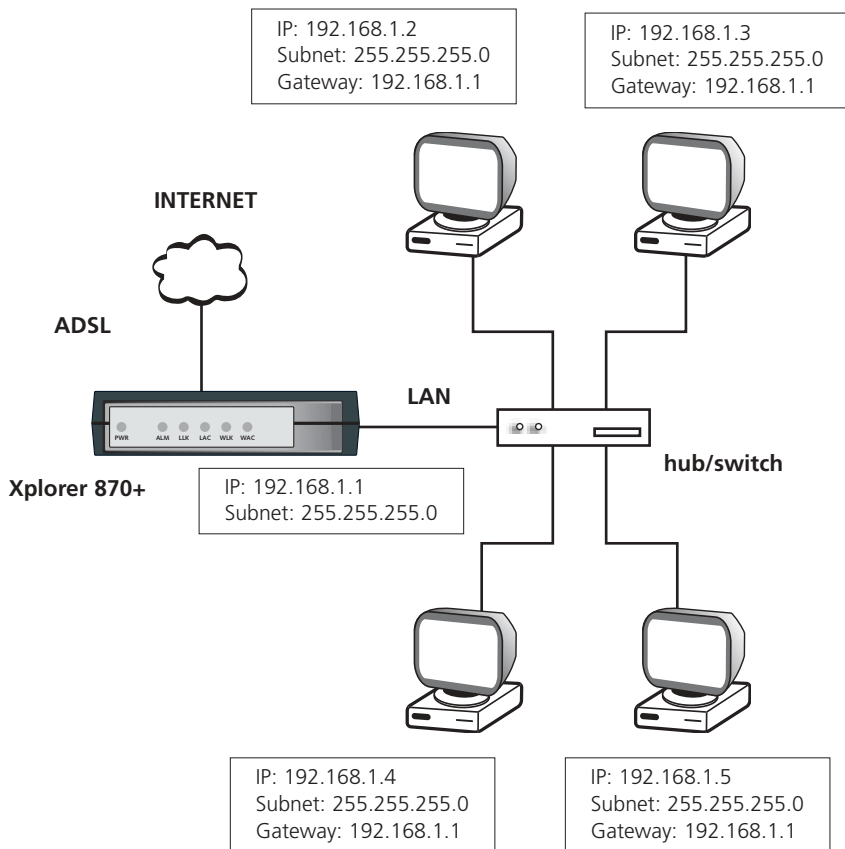 IP: 192.168.1.2
Subnet: 255.255.255.0
Gateway: 192.168.1.1
IP: 192.168.1.3
Subnet: 255.255.255.0
Gateway: 192.168.1.1
INTERNET
ADSL
LAN
PWR ALM LLK LAC WLK WAC
hub/switch
Xplorer 870+
IP: 192.168.1.1
Subnet: 255.255.255.0
IP: 192.168.1.4
Subnet: 255.255.255.0
Gateway: 192.168.1.1
IP: 192.168.1.5
Subnet: 255.255.255.0
Gateway: 192.168.1.1